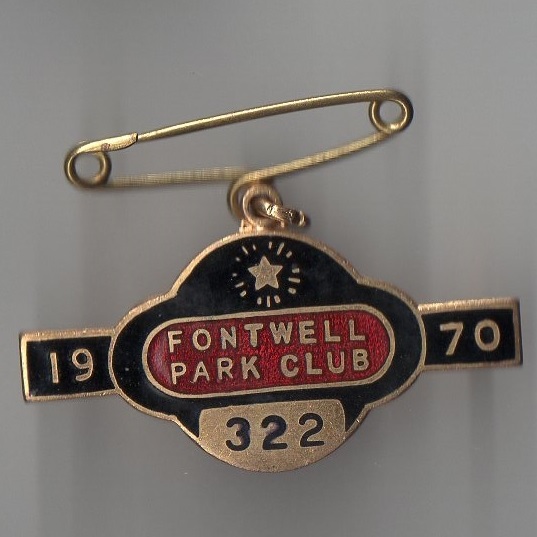 19 70
FONTWELL
PARK CLUB
322